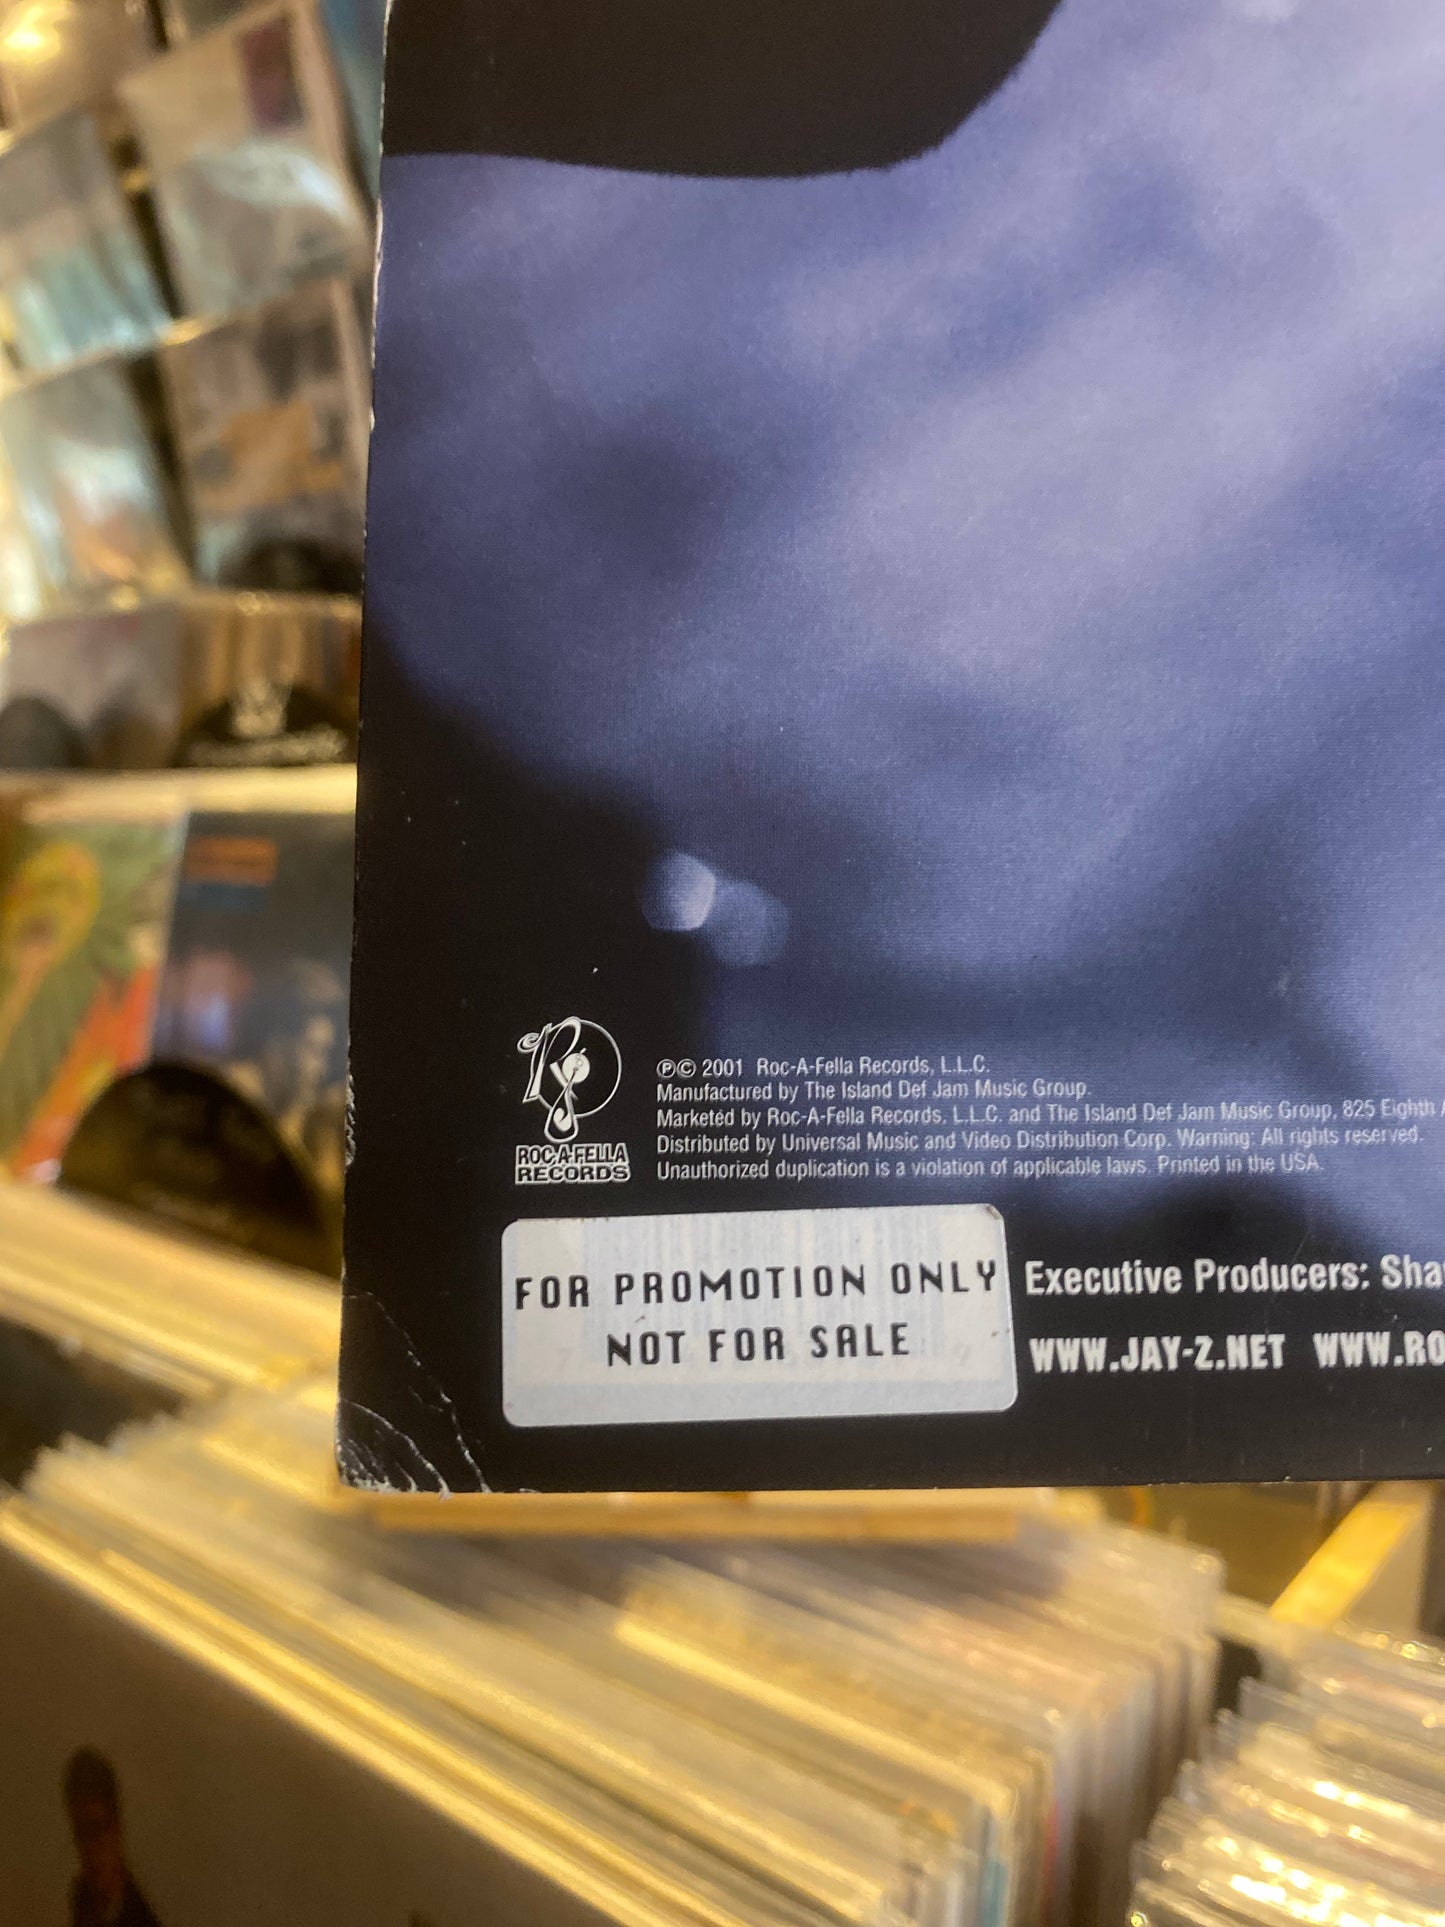 ROC-A-FELLA
RECORDS
℗© 2001 Roc-A-Fella Records, L.L.C.
Manufactured by The Island Def Jam Music Group.
Marketed by Roc-A-Fella Records, L.L.C. and The Island Def Jam Music Group, 825 Eighth
Distributed by Universal Music and Video Distribution Corp. Warning: All rights reserved.
Unauthorized duplication is a violation of applicable laws. Printed in the USA.
FOR PROMOTION ONLY
NOT FOR SALE
Executive Producers: Sha
WWW.JAY-Z.NET WWW.RO